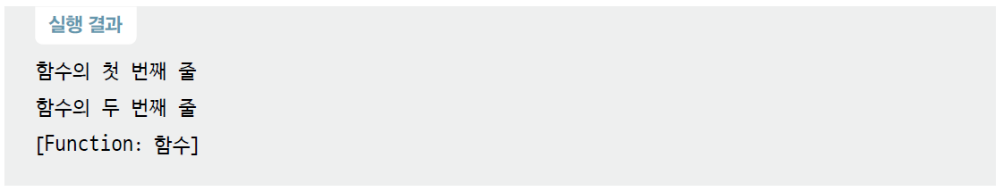 실행 결과
함수의 첫 번째 줄
함수의 두 번째 줄
[Function: 함수]